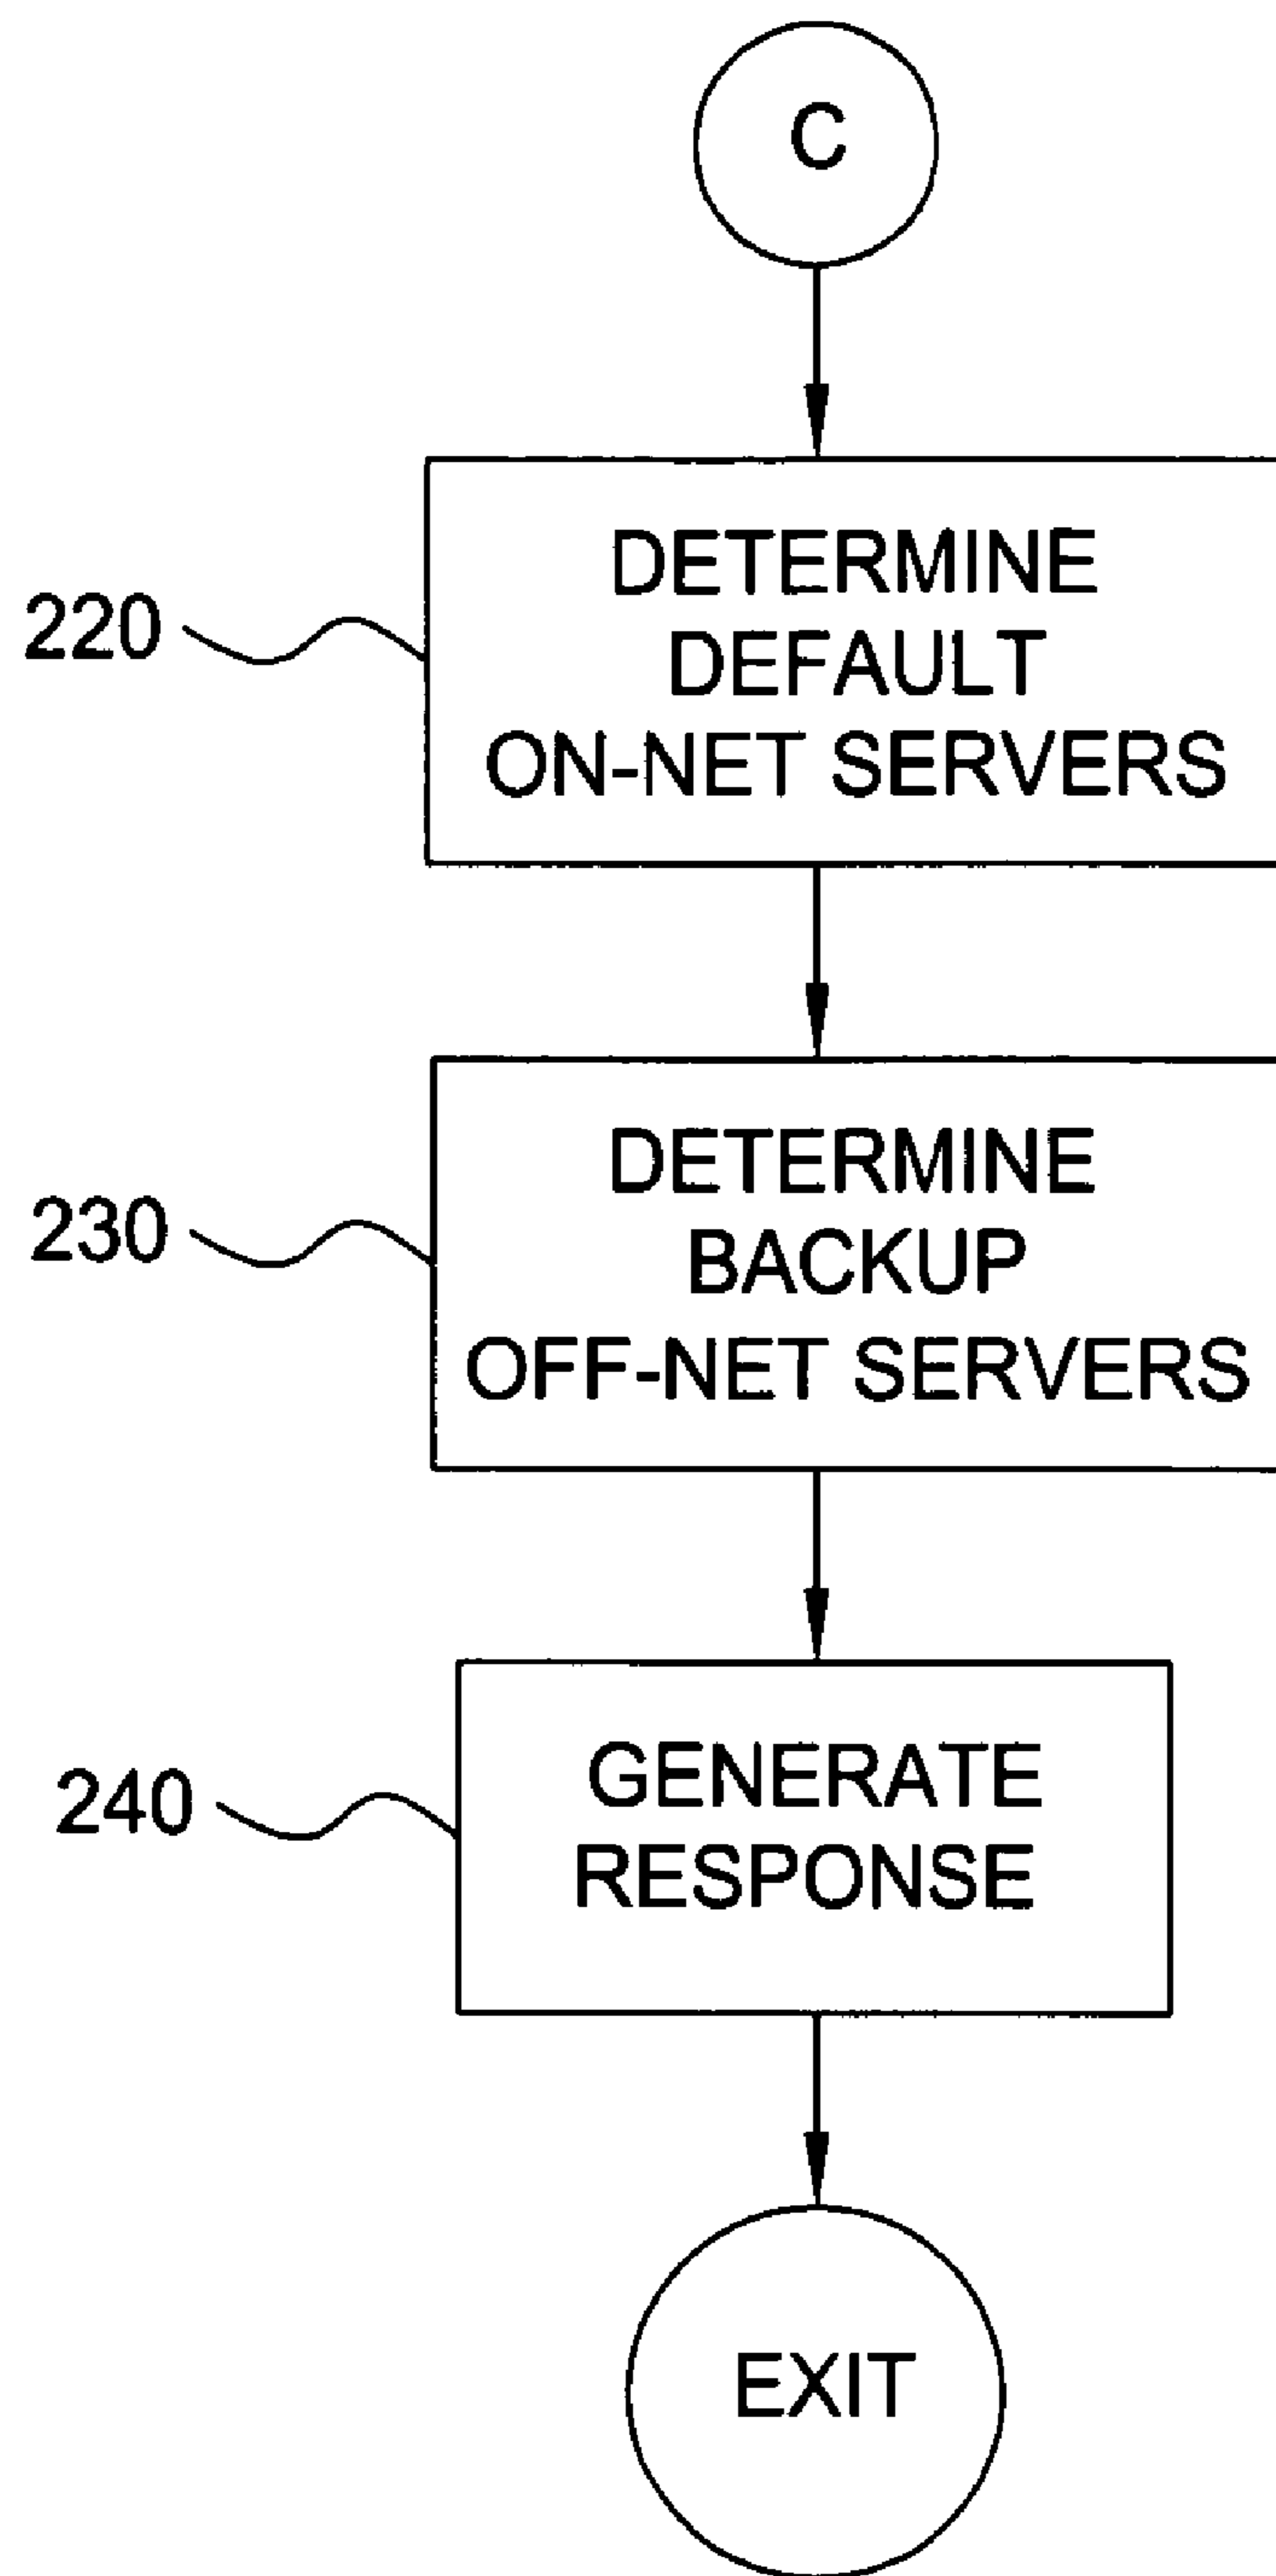 C
220
DETERMINE
DEFAULT
ON-NET SERVERS
230
DETERMINE
BACKUP
OFF-NET SERVERS
240
GENERATE
RESPONSE
EXIT